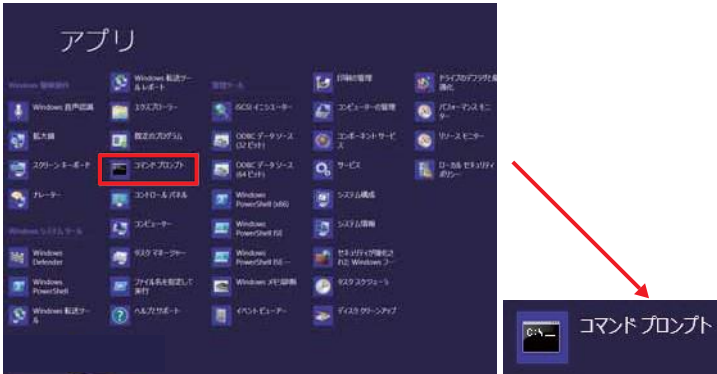 アプリ
Windows 転送ツー
ル レポート
Windows 音声認識
エクスプローラー
拡大鏡
既定のプログラム
スクリーン キーボード
コマンド プロンプト
ナレーター
コントロール パネル
コンピューター
Windows
Defender
タスク マネージャー
Windows
PowerShell
ファイル名を指定して
実行
Windows 転送ツー
ル
ヘルプとサポート
管理ツール
iSCSI イニシエーター
ODBC データ ソース
(32 ビット)
ODBC データ ソース
(64 ビット)
Windows
PowerShell (x86)
Windows
PowerShell ISE
Windows
Windows メモリ診断
イベント ビューアー
印刷の管理
コンピューターの管理
コンポーネント サービ
ス
サービス
システム構成
システム情報
セキュリティが強化さ
れた Windows ファ-
タスク スケジューラ
ディスク クリーンアップ
ドライブのデフラグと最
適化
パフォーマンス モニ
ター
リソース モニター
ローカル セキュリティ
ポリシー
コマンド プロンプト